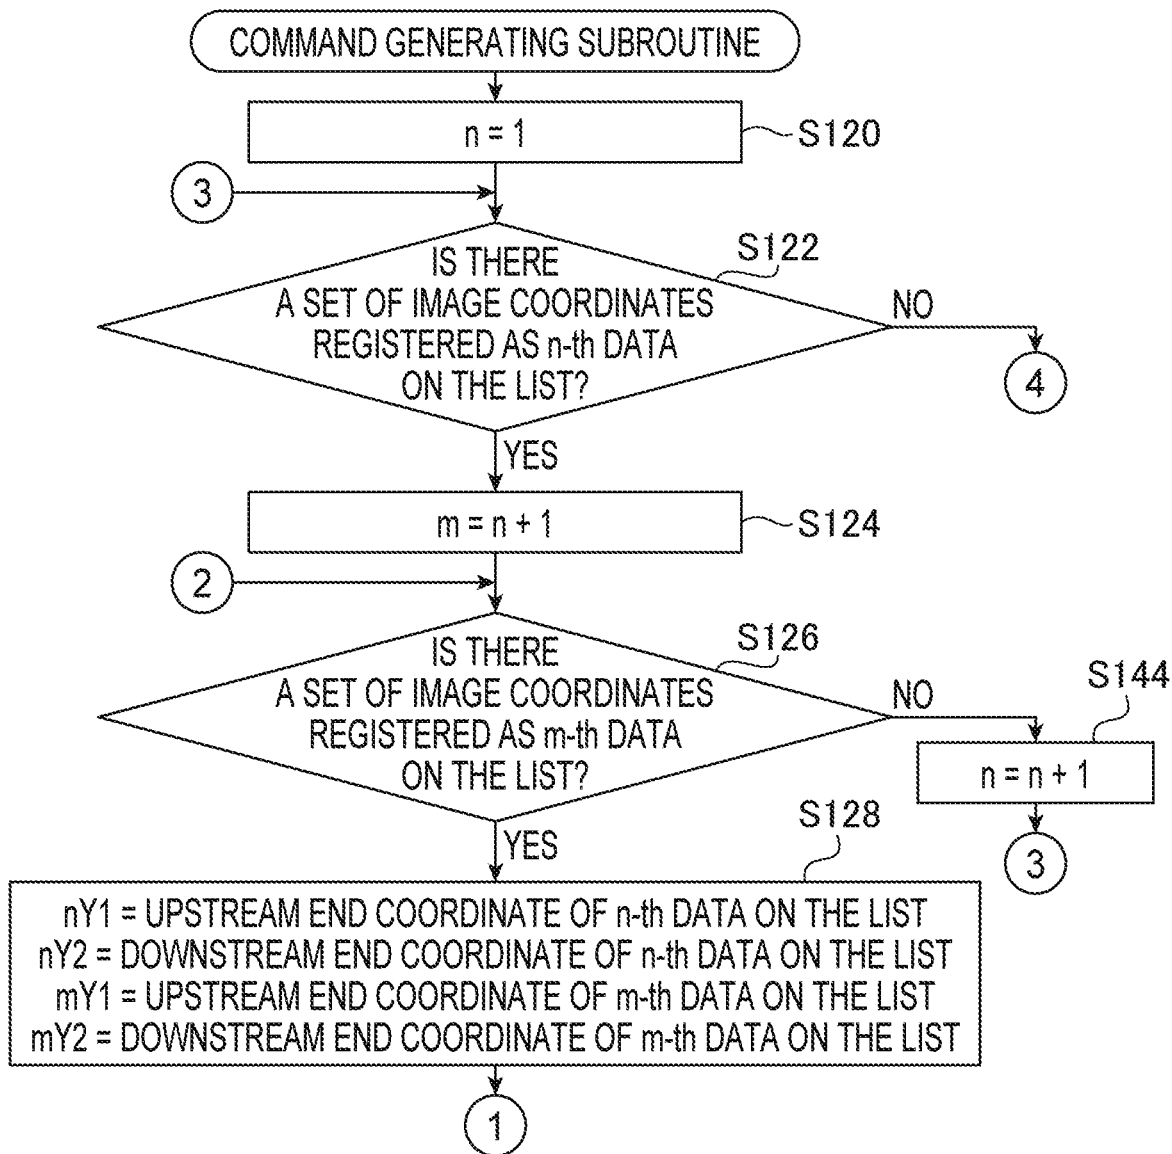 COMMAND GENERATING SUBROUTINE
n = 1
S120
3
S122
IS THERE
A SET OF IMAGE COORDINATES
REGISTERED AS n-th DATA
ON THE LIST?
NO
4
YES
m = n + 1
S124
2
S126
IS THERE
A SET OF IMAGE COORDINATES
REGISTERED AS m-th DATA
ON THE LIST?
NO
S144
n = n + 1
3
YES
S128
nY1 = UPSTREAM END COORDINATE OF n-th DATA ON THE LIST
nY2 = DOWNSTREAM END COORDINATE OF n-th DATA ON THE LIST
mY1 = UPSTREAM END COORDINATE OF m-th DATA ON THE LIST
mY2 = DOWNSTREAM END COORDINATE OF m-th DATA ON THE LIST
1